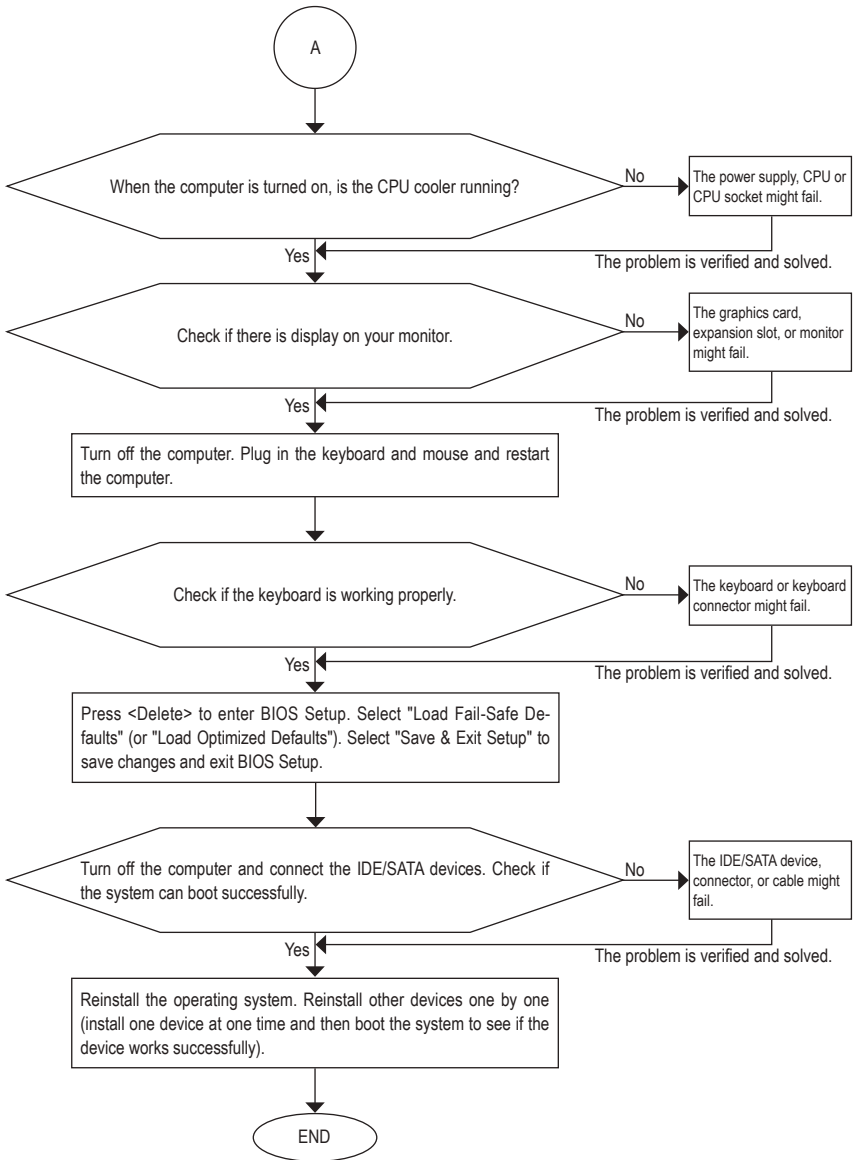 A
When the computer is turned on, is the CPU cooler running?
No
The power supply, CPU or
CPU socket might fail.
Yes
The problem is verified and solved.
Check if there is display on your monitor.
No
The graphics card,
expansion slot, or monitor
might fail.
Yes
The problem is verified and solved.
Turn off the computer. Plug in the keyboard and mouse and restart
the computer.
Check if the keyboard is working properly.
No
The keyboard or keyboard
connector might fail.
Yes
The problem is verified and solved.
Press <Delete> to enter BIOS Setup. Select "Load Fail-Safe De-
faults" (or "Load Optimized Defaults"). Select "Save & Exit Setup" to
save changes and exit BIOS Setup.
Turn off the computer and connect the IDE/SATA devices. Check if
the system can boot successfully.
No
The IDE/SATA device,
connector, or cable might
fail.
Yes
The problem is verified and solved.
Reinstall the operating system. Reinstall other devices one by one
(install one device at one time and then boot the system to see if the
device works successfully).
END